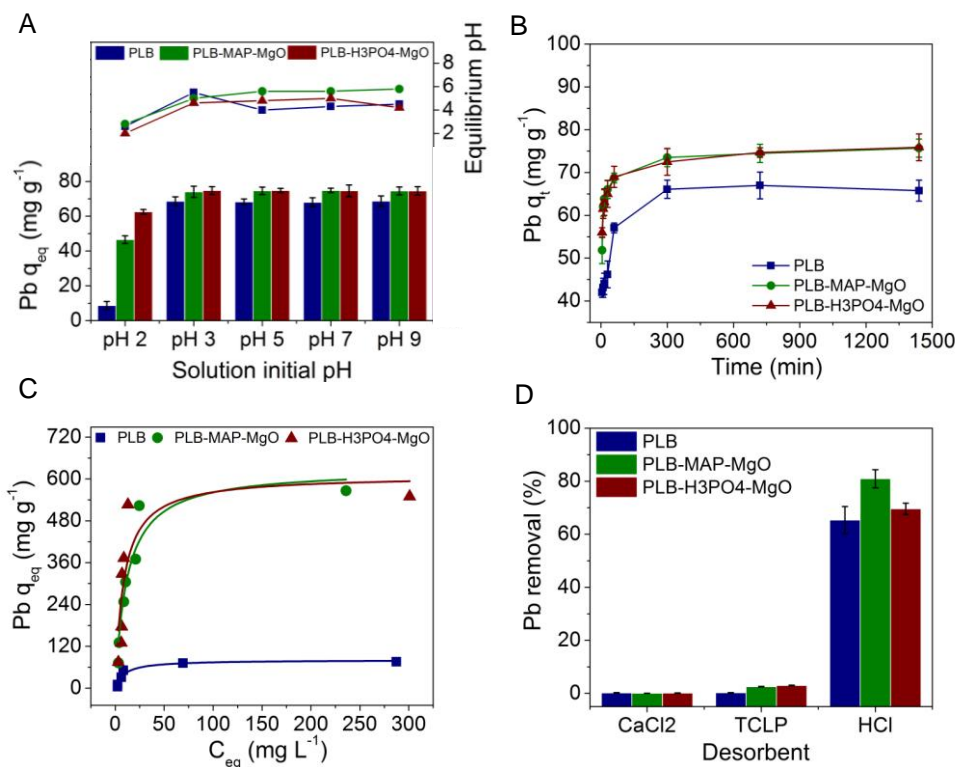 A
PLB PLB-MAP-MgO PLB-H3PO4-MgO
8
6
4
2
Equilibrium pH
80
60
40
20
0
Pb qeq (mg g-1)
pH 2 pH 3 pH 5 pH 7 pH 9
Solution initial pH
B
100
90
80
70
60
50
40
Pb qt (mg g-1)
PLB
PLB-MAP-MgO
PLB-H3PO4-MgO
0 300 600 900 1200 1500
Time (min)
C
720
600
480
360
240
120
0
Pb qeq (mg g-1)
PLB PLB-MAP-MgO PLB-H3PO4-MgO
0 50 100 150 200 250 300
Ceq (mg L-1)
D
100
80
60
40
20
0
Pb removal (%)
PLB
PLB-MAP-MgO
PLB-H3PO4-MgO
CaCl2 TCLP HCl
Desorbent